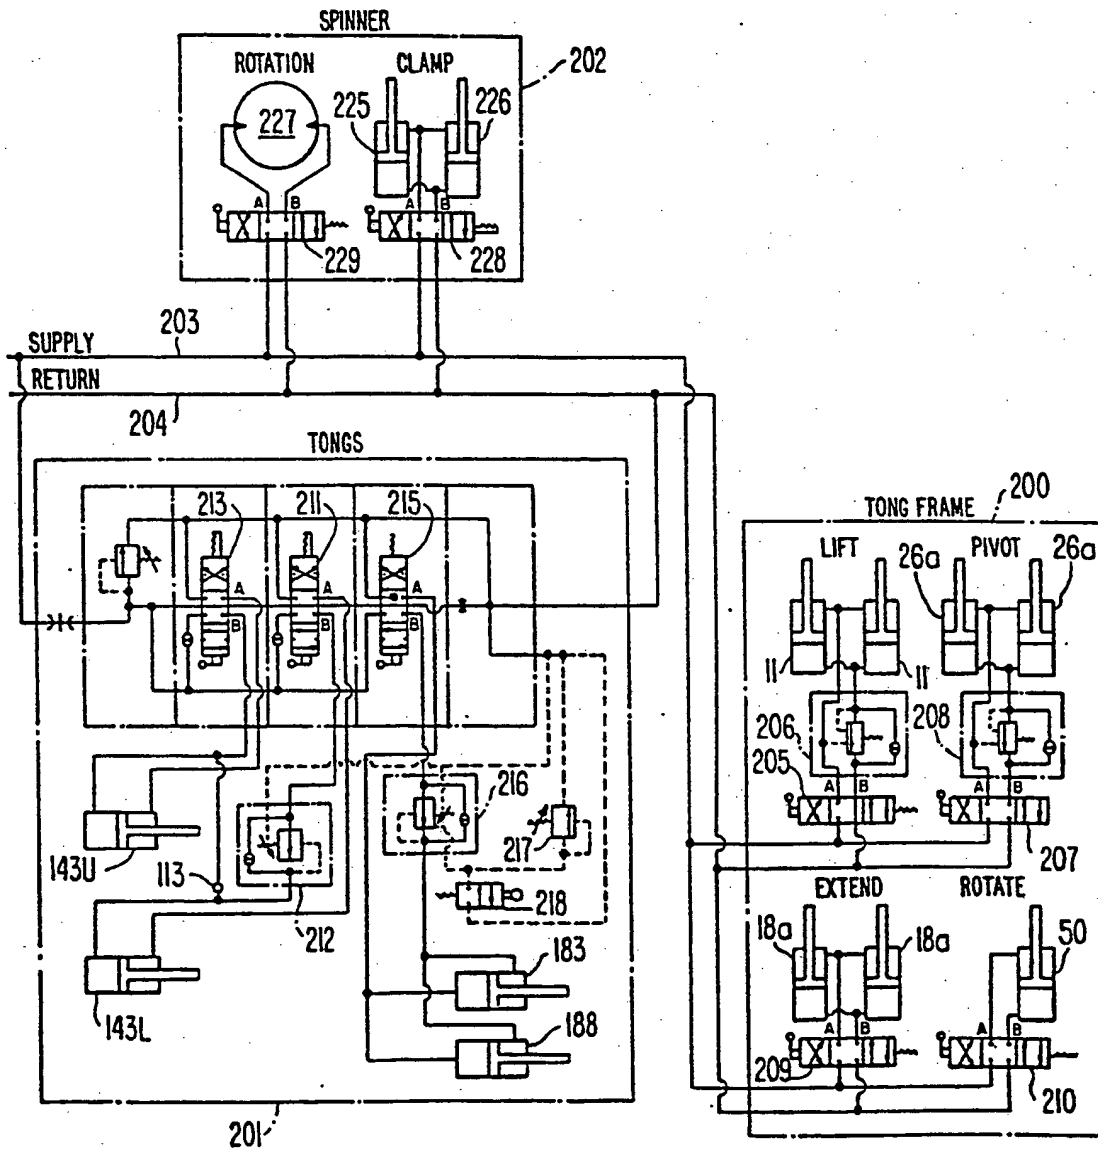 SPINNER
202
ROTATION
CLAMP
225
226
227
A B
A B
229
228
203
SUPPLY
RETURN
204
TONGS
213
211
215
A
A
A
B
B
B
200
TONG FRAME
LIFT
PIVOT
26a
26a
11
11
206
208
205
A B
A B
207
216
217
143U
113
212
218
EXTEND
ROTATE
18a
18a
50
183
143L
188
A B
A B
209
210
201